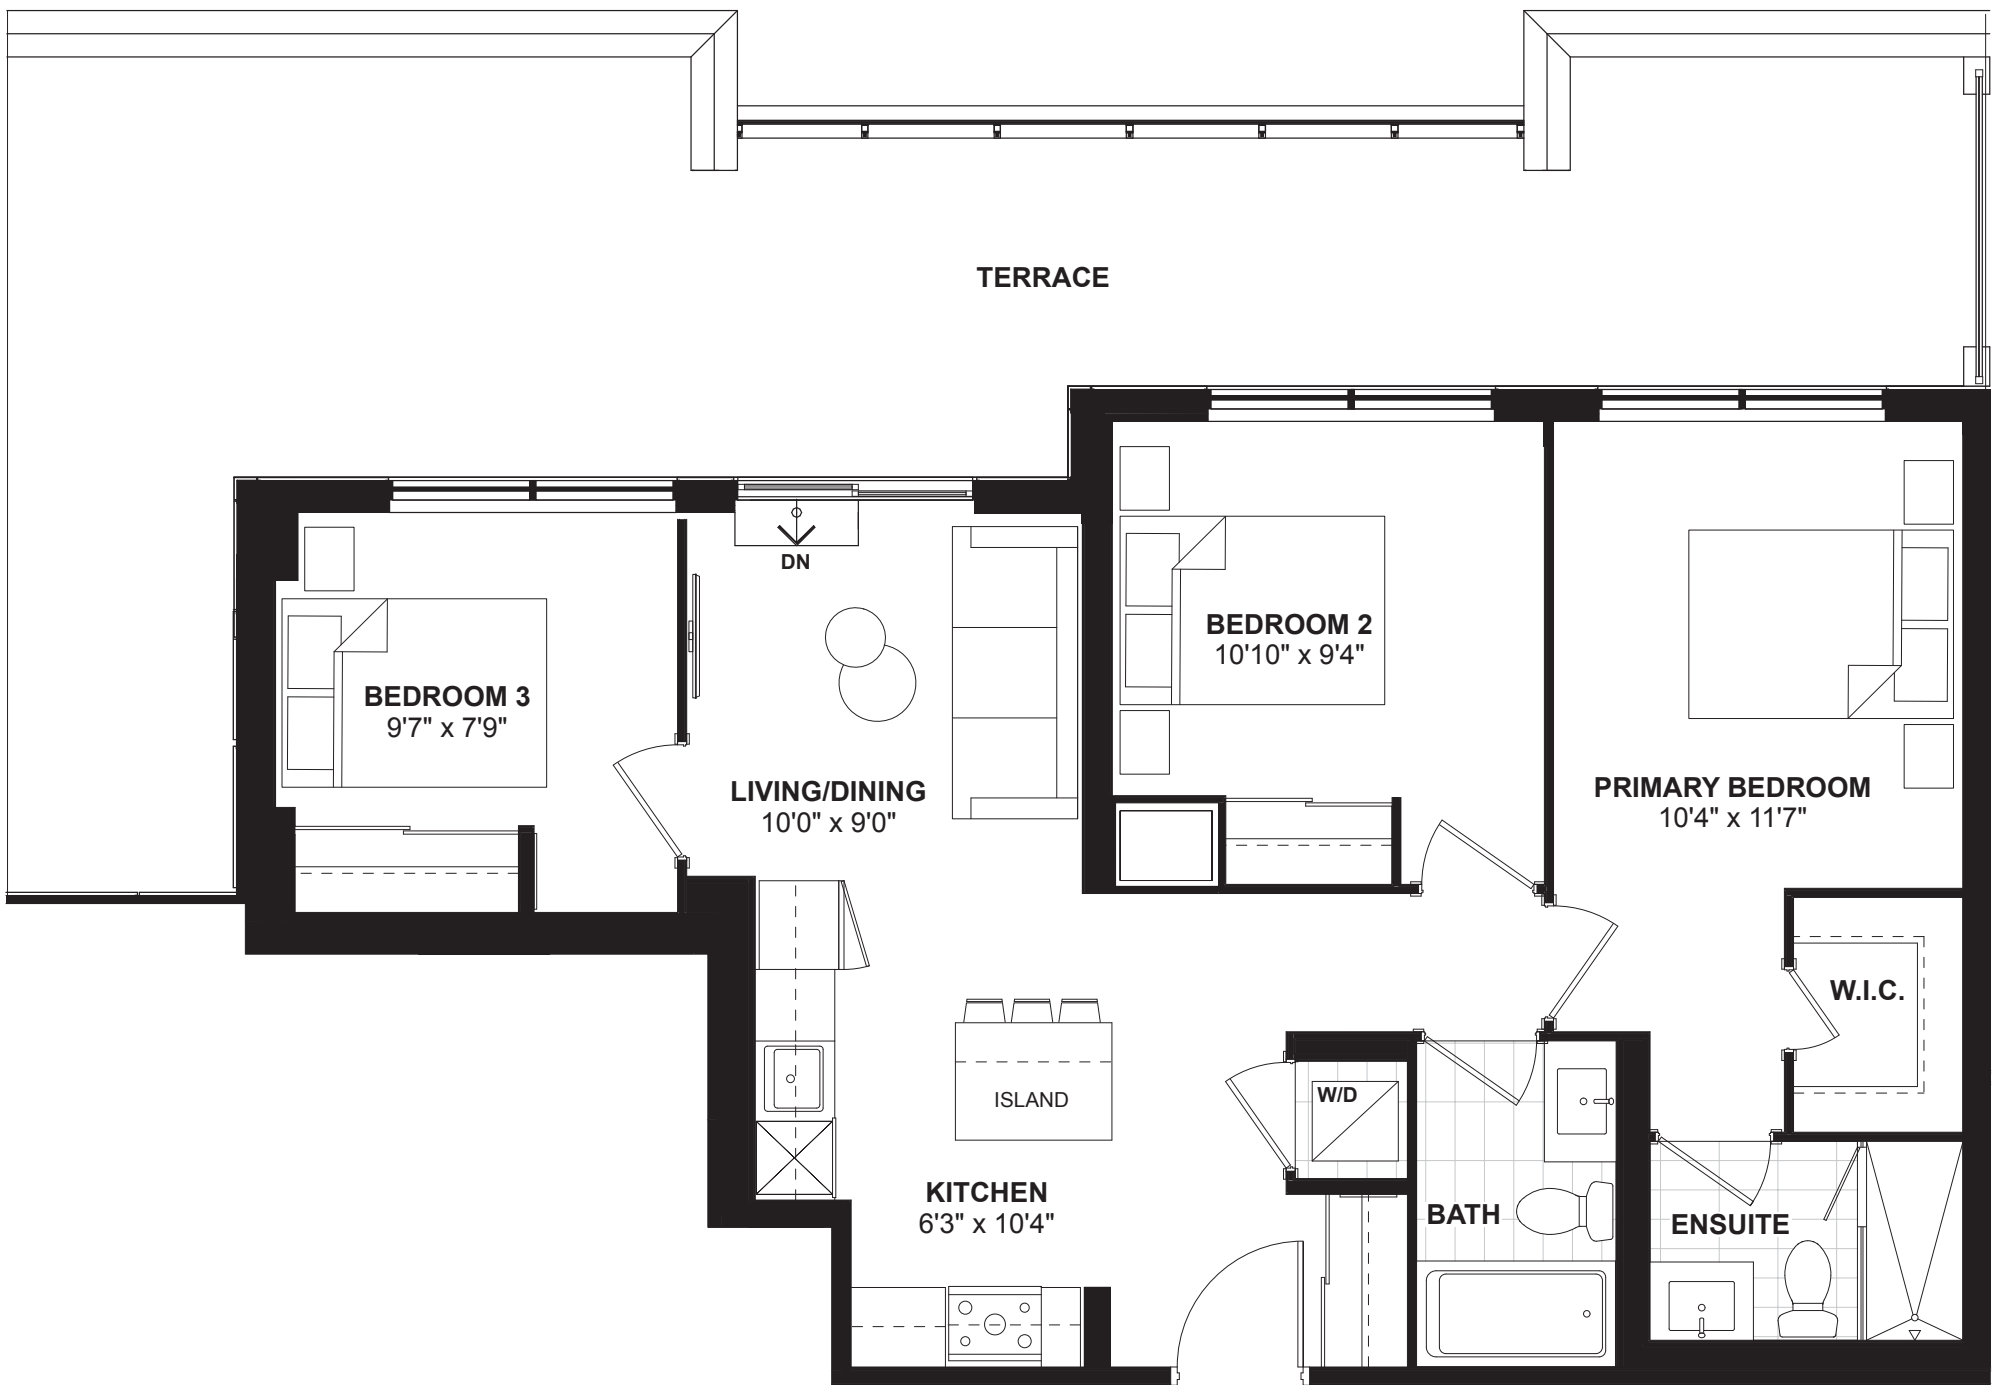 TERRACE
DN
BEDROOM 2
10'10" x 9'4"
BEDROOM 3
9'7" x 7'9"
LIVING/DINING
10'0" x 9'0"
PRIMARY BEDROOM
10'4" x 11'7"
W.I.C.
ISLAND
W/D
KITCHEN
6'3" x 10'4"
BATH
ENSUITE